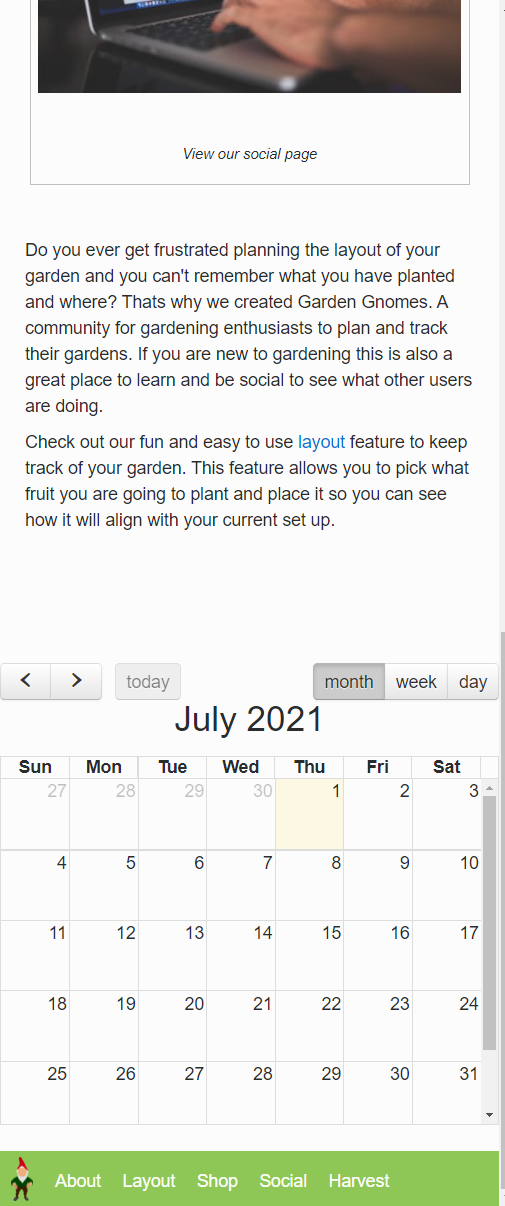 View our social page
Do you ever get frustrated planning the layout of your
garden and you can't remember what you have planted
and where? Thats why we created Garden Gnomes. A
community for gardening enthusiasts to plan and track
their gardens. If you are new to gardening this is also a
great place to learn and be social to see what other users
are doing.
Check out our fun and easy to use layout feature to keep
track of your garden. This feature allows you to pick what
fruit you are going to plant and place it so you can see
how it will align with your current set up.
today month week day
July 2021
Sun Mon Tue Wed Thu Fri Sat
27 28 29 30 1 2 3
4 5 6 7 8 9 10
11 12 13 14 15 16 17
18 19 20 21 22 23 24
25 26 27 28 29 30 31
About Layout Shop Social Harvest